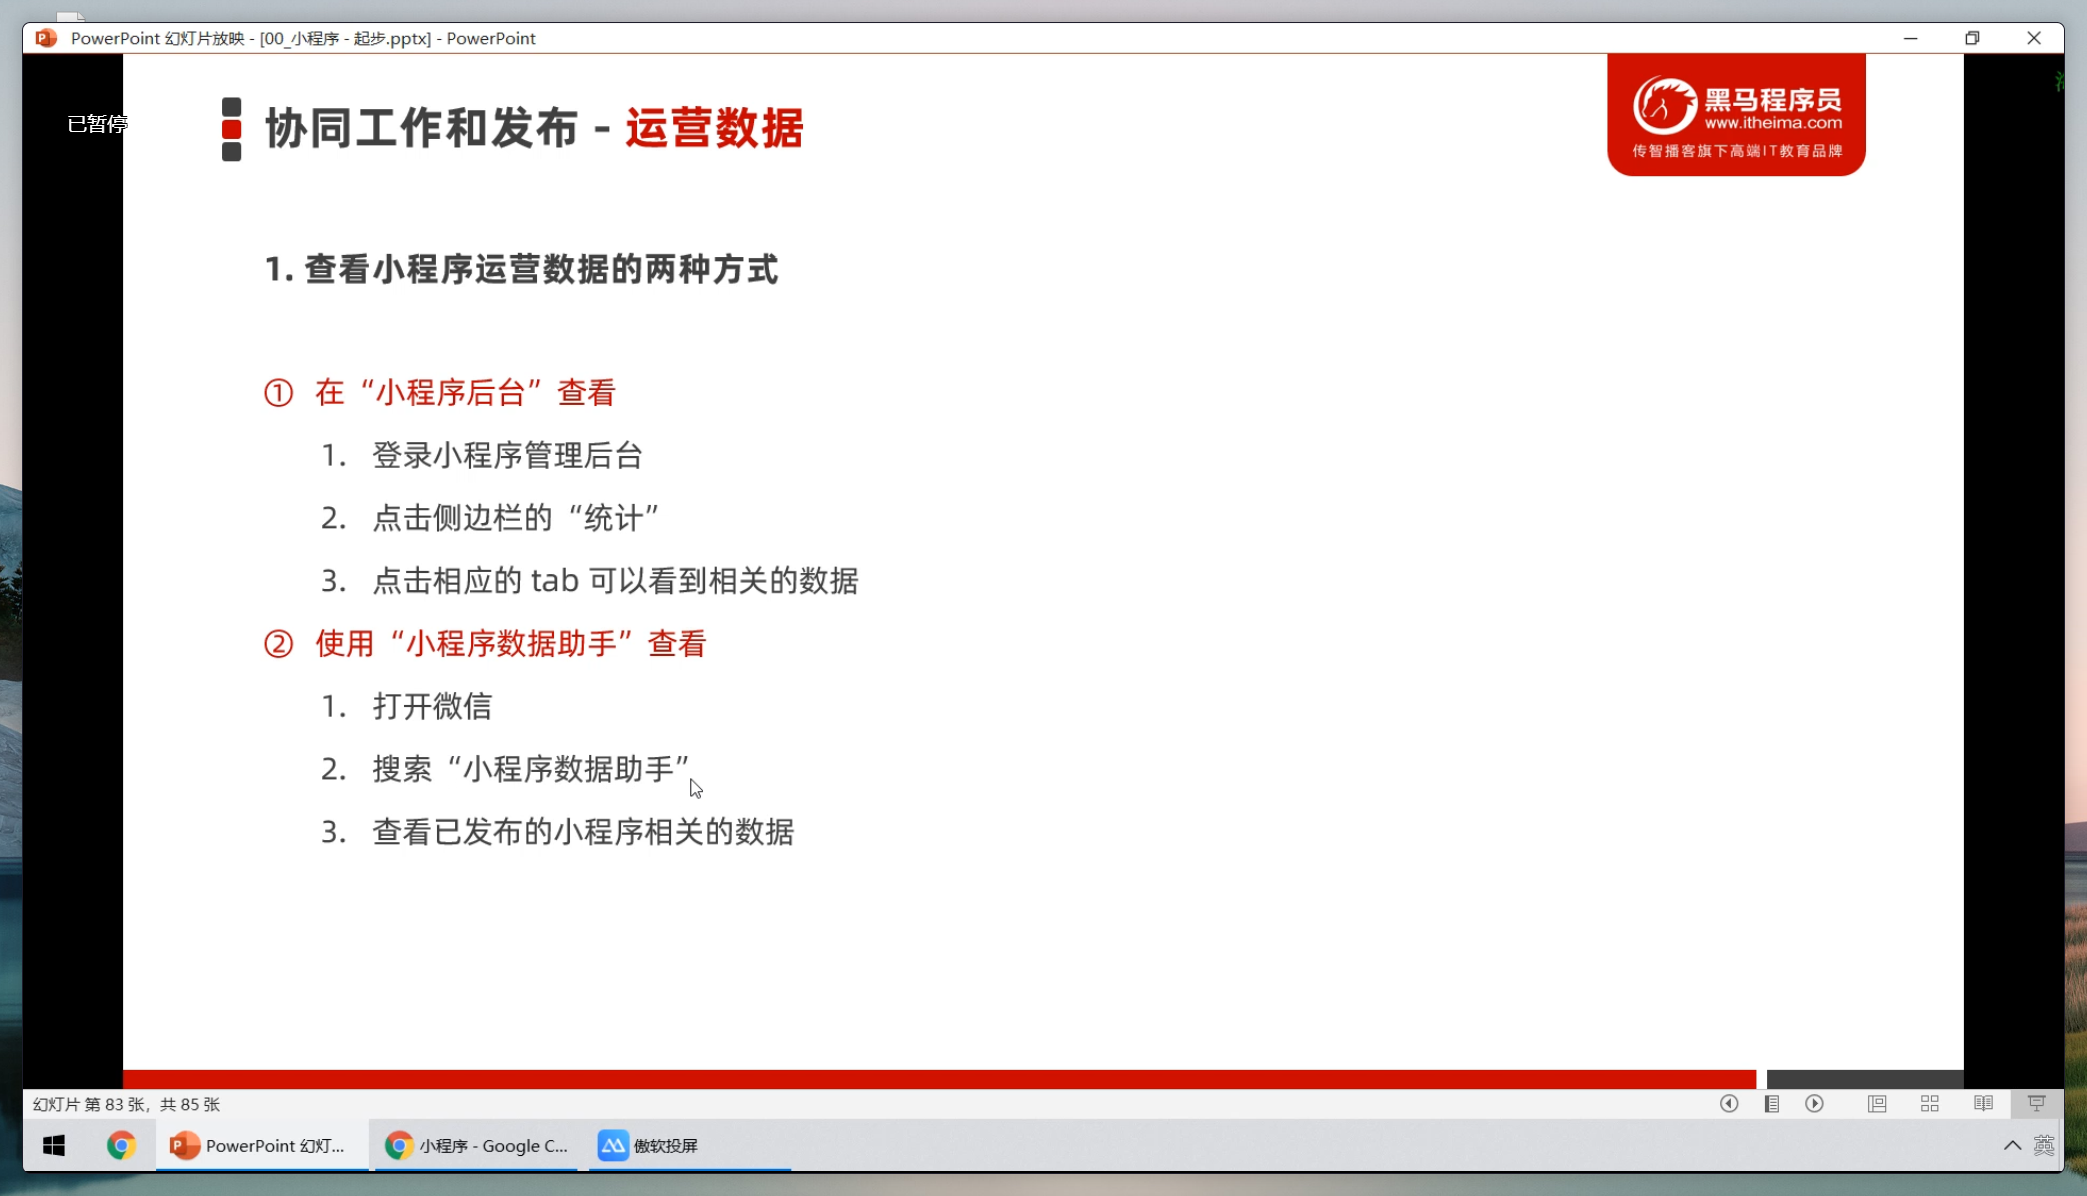 PowerPoint 幻灯片放映 - [00_小程序 - 起步.pptx] - PowerPoint
已暂停
协同工作和发布 - 运营数据
黑马程序员
www.itheima.com
传智播客旗下高端IT教育品牌
1. 查看小程序运营数据的两种方式
① 在“小程序后台”查看
1. 登录小程序管理后台
2. 点击侧边栏的“统计”
3. 点击相应的 tab 可以看到相关的数据
② 使用“小程序数据助手”查看
1. 打开微信
2. 搜索“小程序数据助手”
3. 查看已发布的小程序相关的数据
幻灯片 第 83 张，共 85 张
PowerPoint 幻灯...
小程序 - Google C...
傲软投屏
英